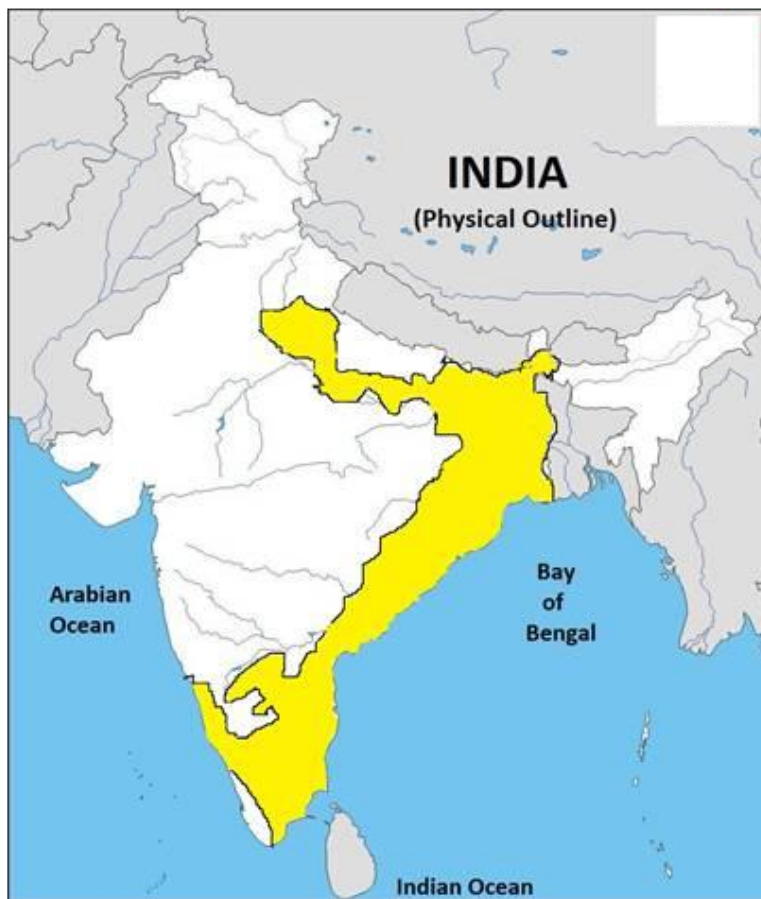 INDIA
(Physical Outline)
Arabian
Ocean
Bay
of
Bengal
Indian Ocean